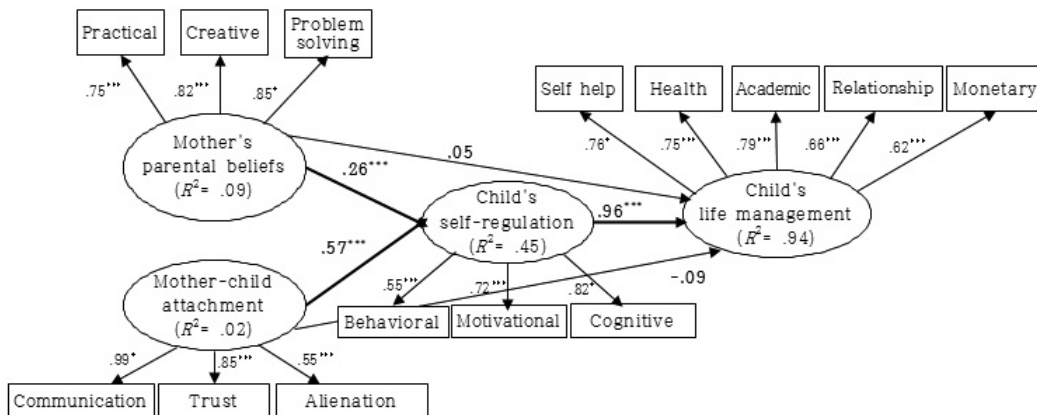 Practical
Creative
Problem
solving
.75***
.82***
.85+
Self help
Health
Academic
Relationship
Monetary
.76+
.75***
.79***
.66***
.62***
Mother's
parental beliefs
(R²= .09)
.05
.26***
Child's
self-regulation
(R²= .45)
.96***
Child's
life management
(R²= .94)
.57***
-.09
Mother-child
attachment
(R²= .02)
.55***
.72***
.82+
Behavioral
Motivational
Cognitive
.99+
.85***
.55***
Communication
Trust
Alienation